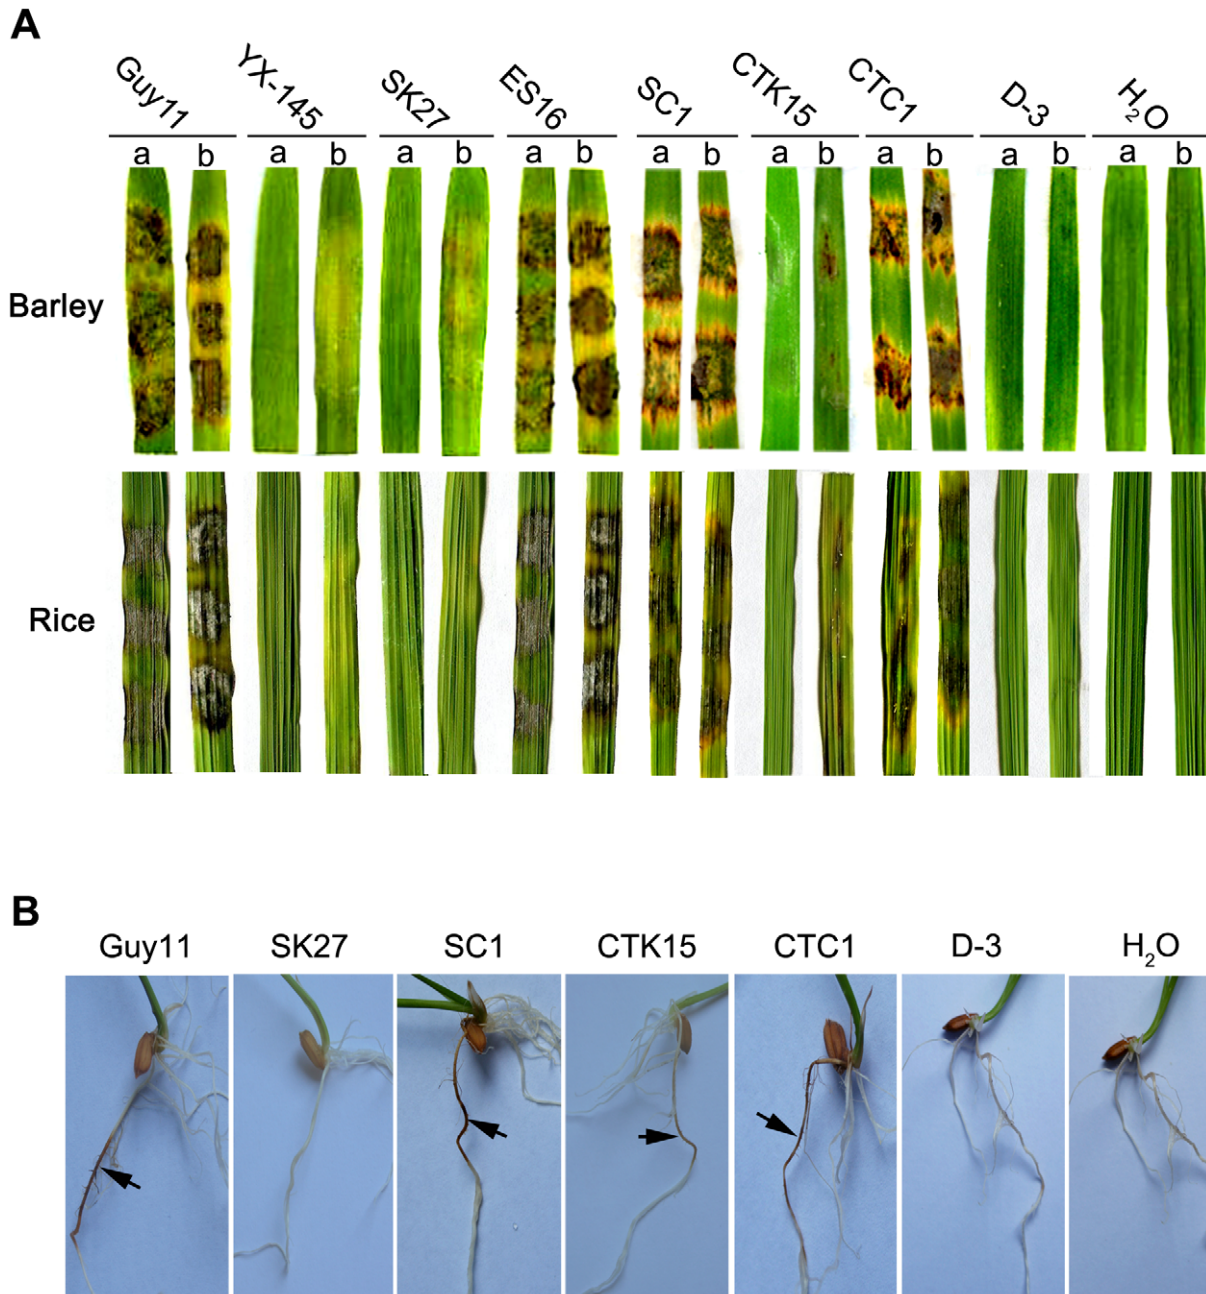 A
Guy11 YX-145 SK27 ES16 SC1 CTK15 CTC1 D-3 H₂O
a b a b a b a b a b a b a b a b a b
Barley
Rice
B
Guy11 SK27 SC1 CTK15 CTC1 D-3 H₂O